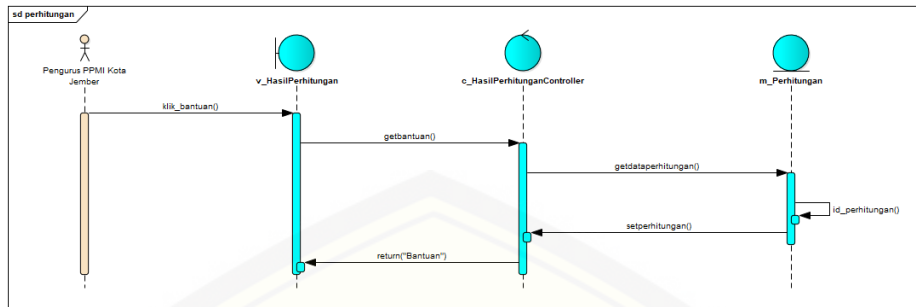 sd perhitungan
Pengurus PPMI Kota
Jember
v_HasilPerhitungan
c_HasilPerhitunganController
m_Perhitungan
klik_bantuan()
getbantuan()
getdataperhitungan()
id_perhitungan()
setperhitungan()
return("Bantuan")